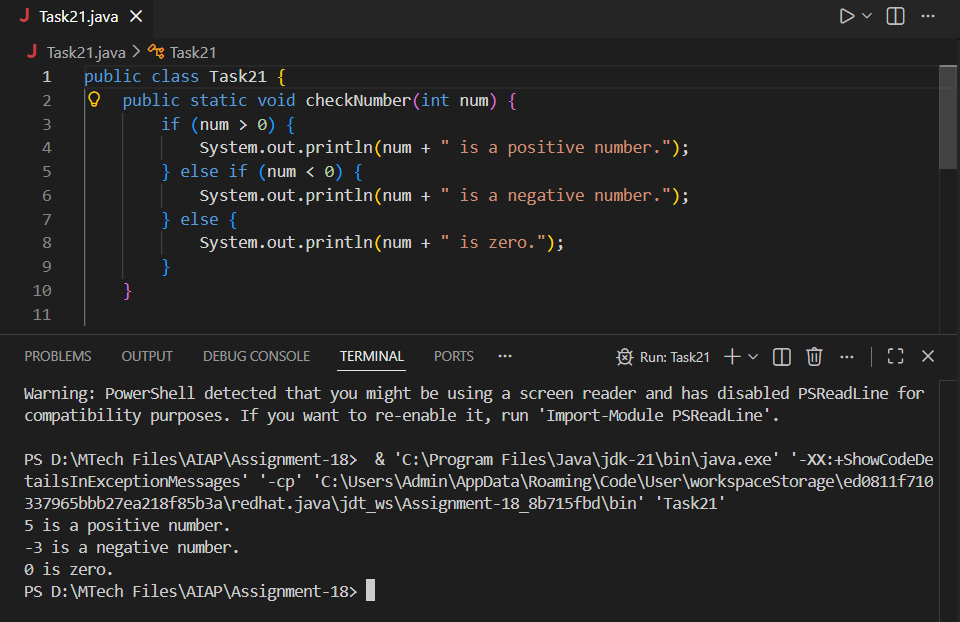 J Task21.java ×
J Task21.java > Task21
1 public class Task21 {
2     public static void checkNumber(int num) {
3         if (num > 0) {
4             System.out.println(num + " is a positive number.");
5         } else if (num < 0) {
6             System.out.println(num + " is a negative number.");
7         } else {
8             System.out.println(num + " is zero.");
9         }
10     }
11
PROBLEMS OUTPUT DEBUG CONSOLE TERMINAL PORTS ··· Run: Task21
Warning: PowerShell detected that you might be using a screen reader and has disabled PSReadLine for
compatibility purposes. If you want to re-enable it, run 'Import-Module PSReadLine'.
PS D:\MTech Files\AIAP\Assignment-18>  & 'C:\Program Files\Java\jdk-21\bin\java.exe' '-XX:+ShowCodeDe
tailsInExceptionMessages' '-cp' 'C:\Users\Admin\AppData\Roaming\Code\User\workspaceStorage\ed0811f710
337965bbb27ea218f85b3a\redhat.java\jdt_ws\Assignment-18_8b715fbd\bin' 'Task21'
5 is a positive number.
-3 is a negative number.
0 is zero.
PS D:\MTech Files\AIAP\Assignment-18>